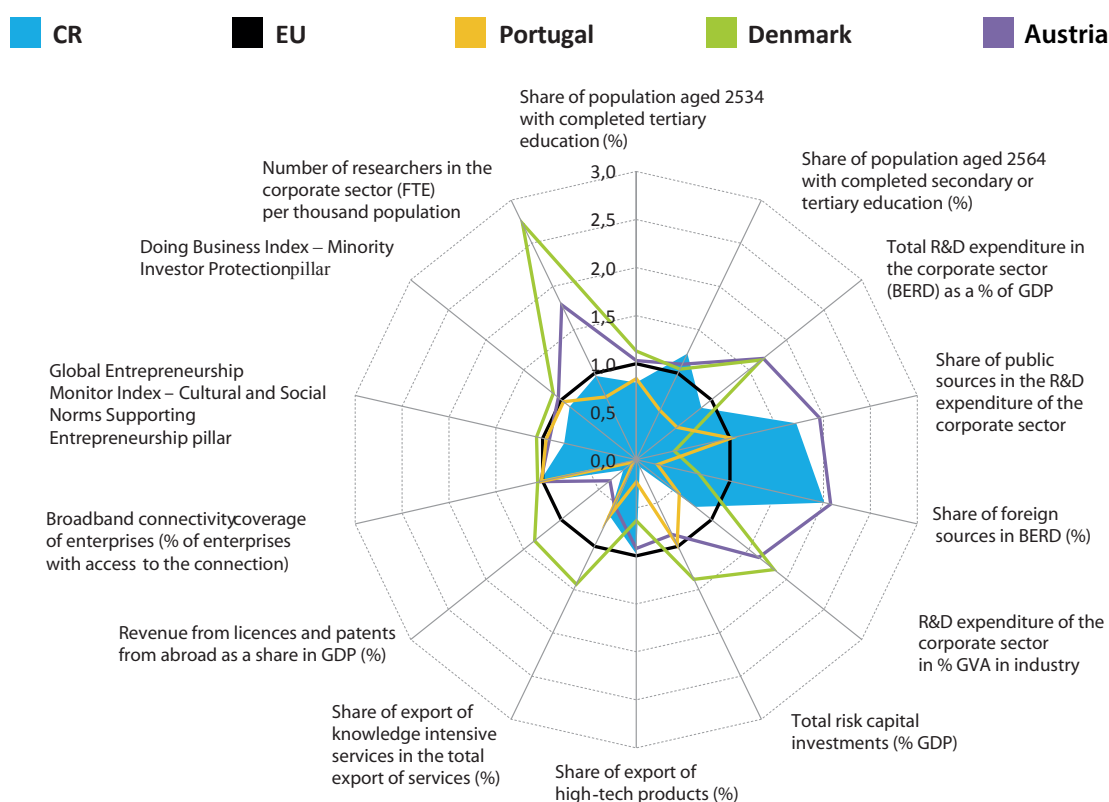 CR
EU
Portugal
Denmark
Austria
Share of population aged 2534
with completed tertiary
education (%)
Share of population aged 2564
with completed secondary or
tertiary education (%)
Total R&D expenditure in
the corporate sector
(BERD) as a % of GDP
Share of public
sources in the R&D
expenditure of the
corporate sector
Share of foreign
sources in BERD (%)
R&D expenditure of the
corporate sector
in % GVA in industry
Total risk capital
investments (% GDP)
Share of export of
high-tech products (%)
Share of export of
knowledge intensive
services in the total
export of services (%)
Revenue from licences and patents
from abroad as a share in GDP (%)
Broadband connectivitycoverage
of enterprises (% of enterprises
with access to the connection)
Global Entrepreneurship
Monitor Index – Cultural and Social
Norms Supporting
Entrepreneurship pillar
Doing Business Index – Minority
Investor Protectionpillar
Number of researchers in the
corporate sector (FTE)
per thousand population
3,0
2,5
2,0
1,5
1,0
0,5
0,0